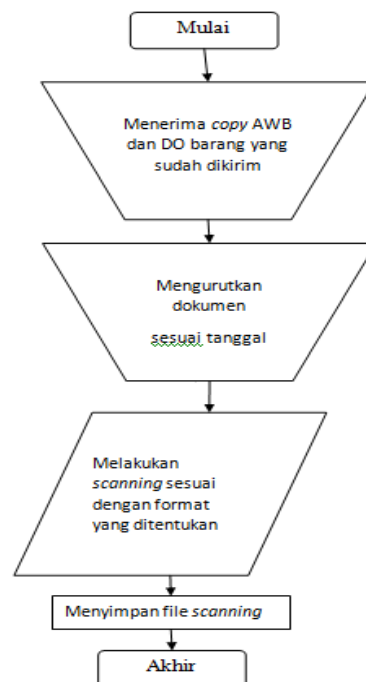 Mulai
Menerima copy AWB
dan DO barang yang
sudah dikirim
Mengurutkan
dokumen
sesuai tanggal
Melakukan
scanning sesuai
dengan format
yang ditentukan
Menyimpan file scanning
Akhir